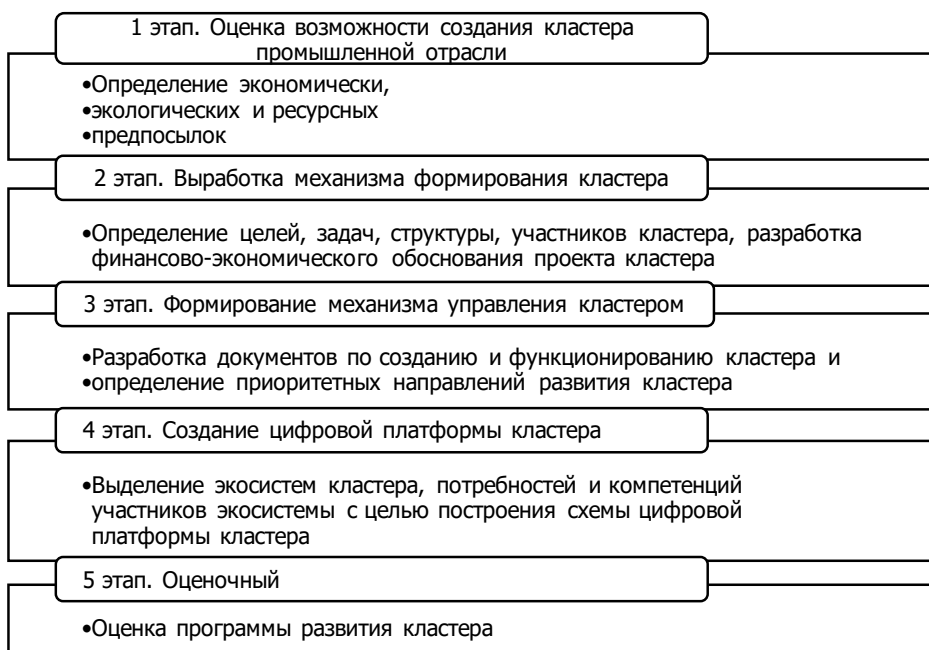 1 этап. Оценка возможности создания кластера
промышленной отрасли
•Определение экономически,
•экологических и ресурсных
•предпосылок
2 этап. Выработка механизма формирования кластера
•Определение целей, задач, структуры, участников кластера, разработка
финансово-экономического обоснования проекта кластера
3 этап. Формирование механизма управления кластером
•Разработка документов по созданию и функционированию кластера и
•определение приоритетных направлений развития кластера
4 этап. Создание цифровой платформы кластера
•Выделение экосистем кластера, потребностей и компетенций
участников экосистемы с целью построения схемы цифровой
платформы кластера
5 этап. Оценочный
•Оценка программы развития кластера